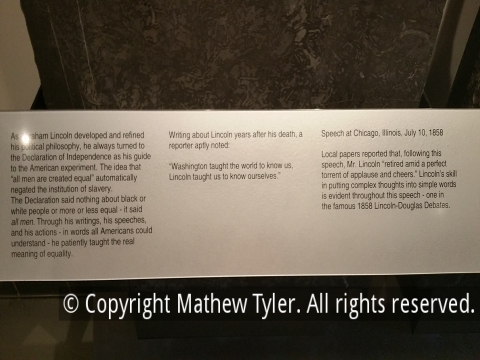 As Abraham Lincoln developed and refined
his political philosophy, he always turned to
the Declaration of Independence as his guide
to the American experiment. The idea that
"all men are created equal" automatically
negated the institution of slavery.
The Declaration said nothing about black or
white people or more or less equal - it said
all men. Through his writings, his speeches,
and his actions - in words all Americans could
understand - he patiently taught the real
meaning of equality.
Writing about Lincoln years after his death, a
reporter aptly noted:
"Washington taught the world to know us.
Lincoln taught us to know ourselves."
Speech at Chicago, Illinois, July 10, 1858
Local papers reported that, following this
speech, Mr. Lincoln "retired amid a perfect
torrent of applause and cheers." Lincoln's skill
in putting complex thoughts into simple words
is evident throughout this speech - one in
the famous 1858 Lincoln-Douglas Debates.
© Copyright Mathew Tyler. All rights reserved.